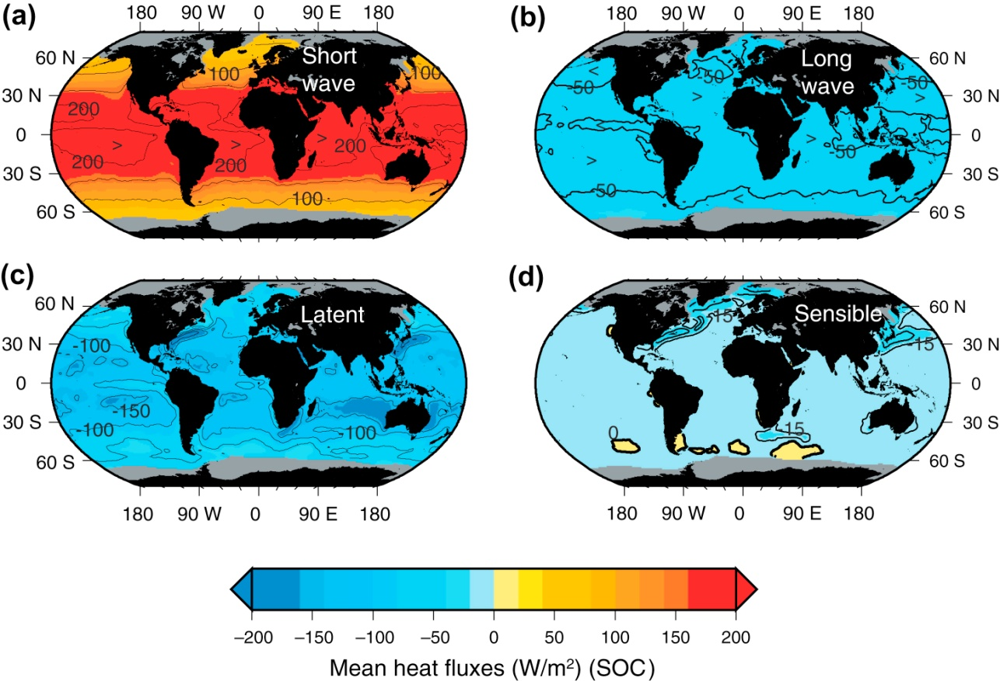 (a)
180 90 W 0 90 E 180
60 N
30 N
0
30 S
60 S
Short
wave
100
100
200
>
>
>
200
200
200
100
(b)
180 90 W 0 90 E 180
60 N
30 N
0
30 S
60 S
Long
wave
<
-50
-50
-50
>
>
>
>
-50
-50
<
(c)
60 N
30 N
0
30 S
60 S
Latent
-100
-150
-100
-100
180 90 W 0 90 E 180
(d)
60 N
30 N
0
30 S
60 S
Sensible
-15
-15
-15
0
180 90 W 0 90 E 180
–200 –150 –100 –50 0 50 100 150 200
Mean heat fluxes (W/m²) (SOC)